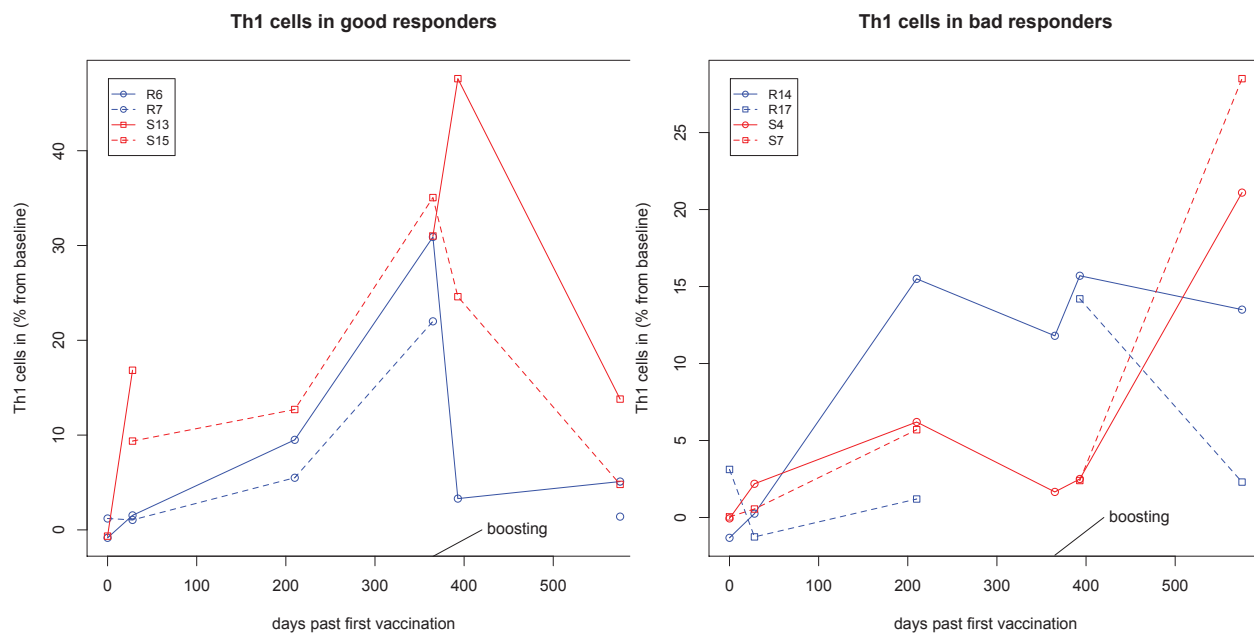 Th1 cells in good responders
R6
R7
S13
S15
Th1 cells in (% from baseline)
40
30
20
10
0
boosting
0 100 200 300 400 500
days past first vaccination
Th1 cells in bad responders
R14
R17
S4
S7
Th1 cells in (% from baseline)
25
20
15
10
5
0
boosting
0 100 200 300 400 500
days past first vaccination